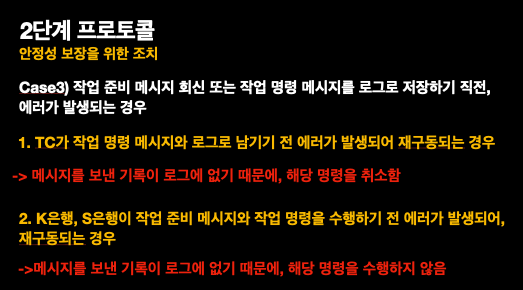 2단계 프로토콜
안정성 보장을 위한 조치
Case3) 작업 준비 메시지 회신 또는 작업 명령 메시지를 로그로 저장하기 직전,
에러가 발생되는 경우
1. TC가 작업 명령 메시지와 로그로 남기기 전 에러가 발생되어 재구동되는 경우
-> 메시지를 보낸 기록이 로그에 없기 때문에, 해당 명령을 취소함
2. K은행, S은행이 작업 준비 메시지와 작업 명령을 수행하기 전 에러가 발생되어,
재구동되는 경우
->메시지를 보낸 기록이 로그에 없기 때문에, 해당 명령을 수행하지 않음